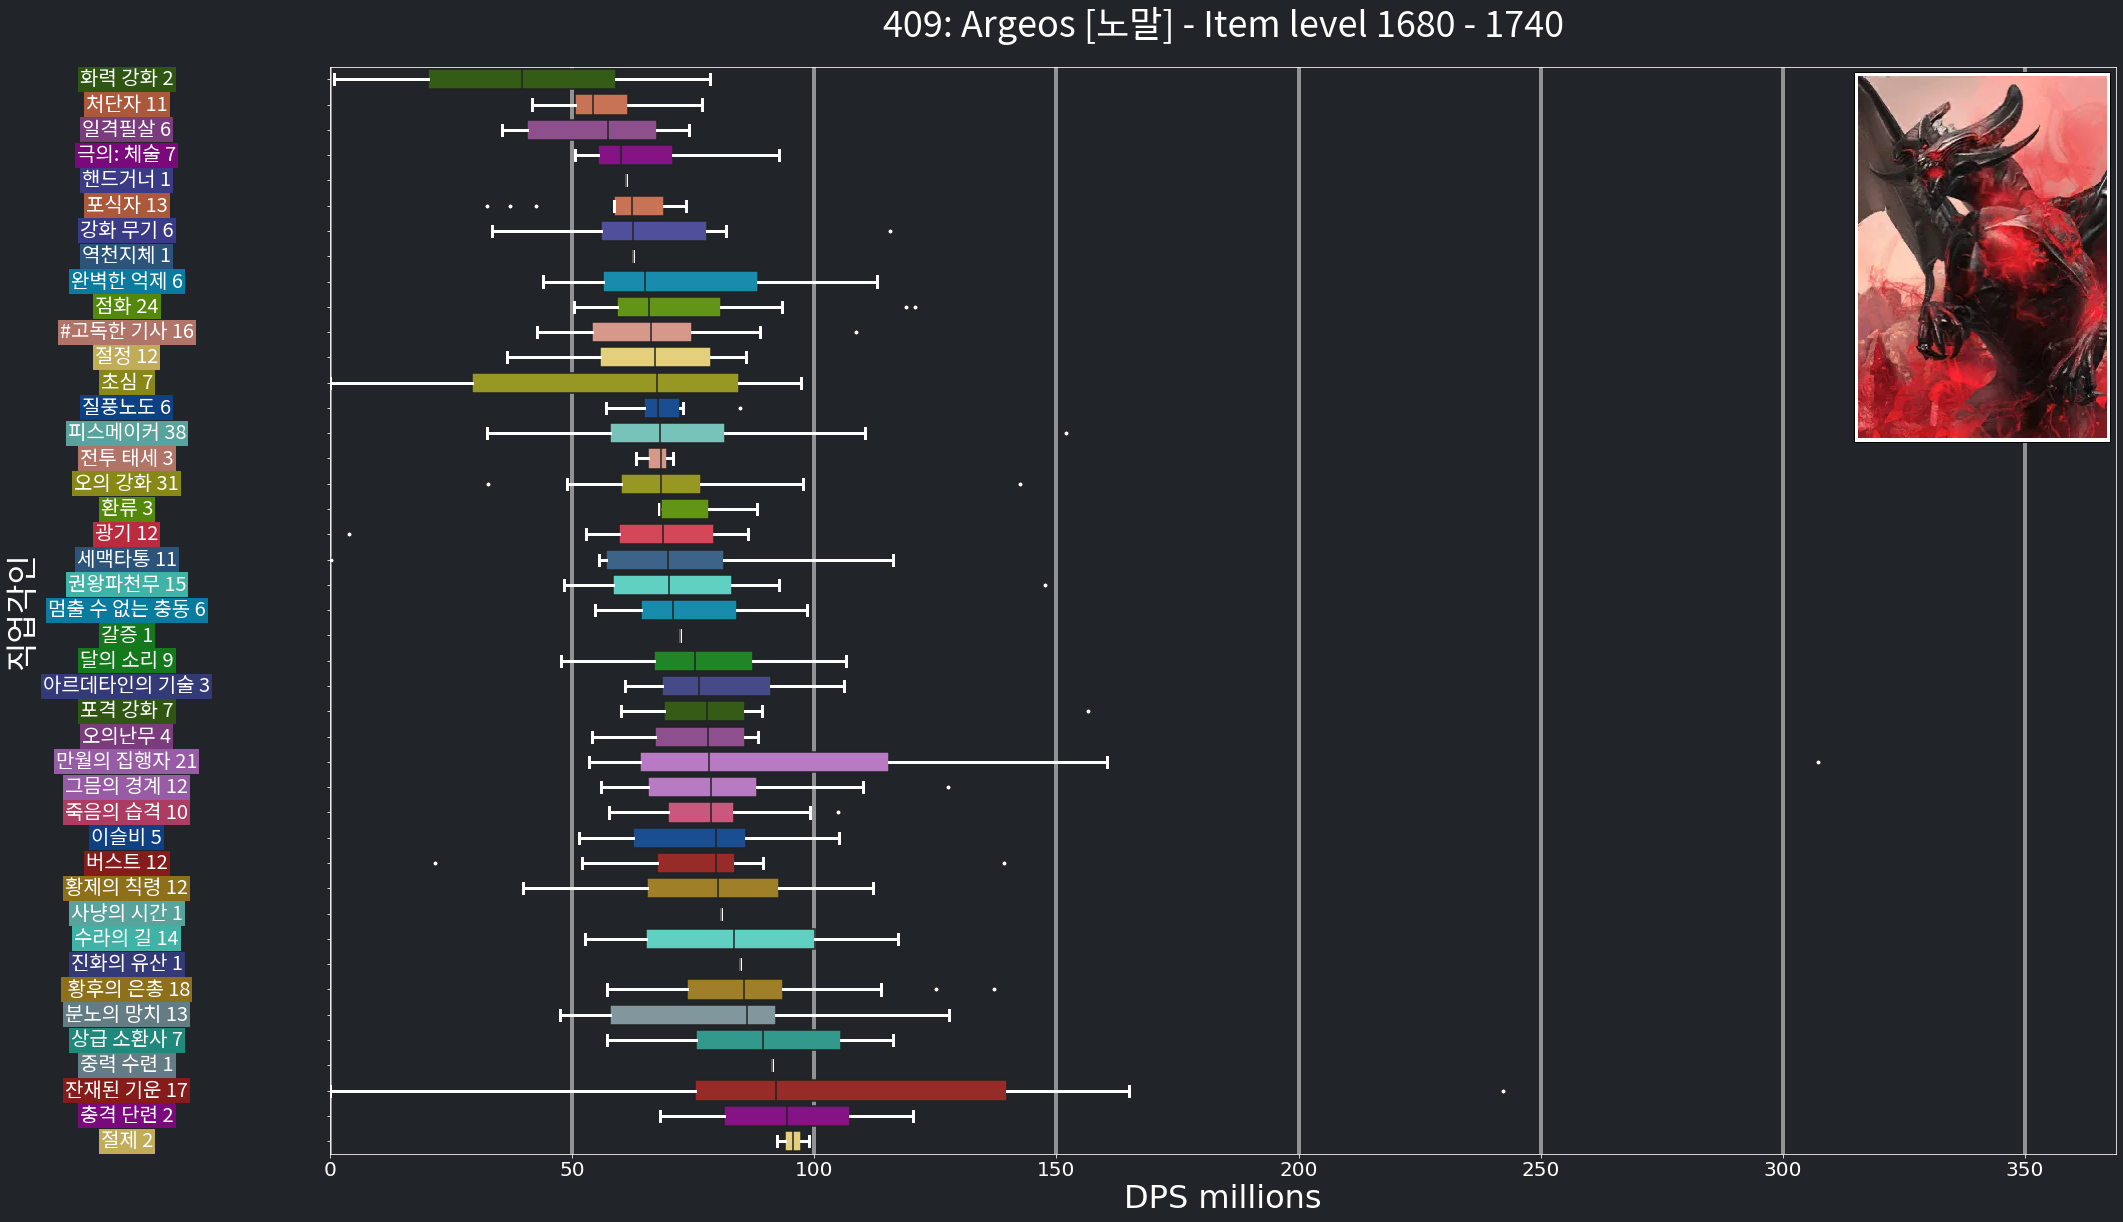 409: Argeos [노말] - Item level 1680 - 1740
직업각인
화력 강화 2
처단자 11
일격필살 6
극의: 체술 7
핸드거너 1
포식자 13
강화 무기 6
역천지체 1
완벽한 억제 6
점화 24
#고독한 기사 16
절정 12
초심 7
질풍노도 6
피스메이커 38
전투 태세 3
오의 강화 31
환류 3
광기 12
세맥타통 11
권왕파천무 15
멈출 수 없는 충동 6
갈증 1
달의 소리 9
아르데타인의 기술 3
포격 강화 7
오의난무 4
만월의 집행자 21
그믐의 경계 12
죽음의 습격 10
이슬비 5
버스트 12
황제의 칙령 12
사냥의 시간 1
수라의 길 14
진화의 유산 1
황후의 은총 18
분노의 망치 13
상급 소환사 7
중력 수련 1
잔재된 기운 17
충격 단련 2
절제 2
0 50 100 150 200 250 300 350
DPS millions